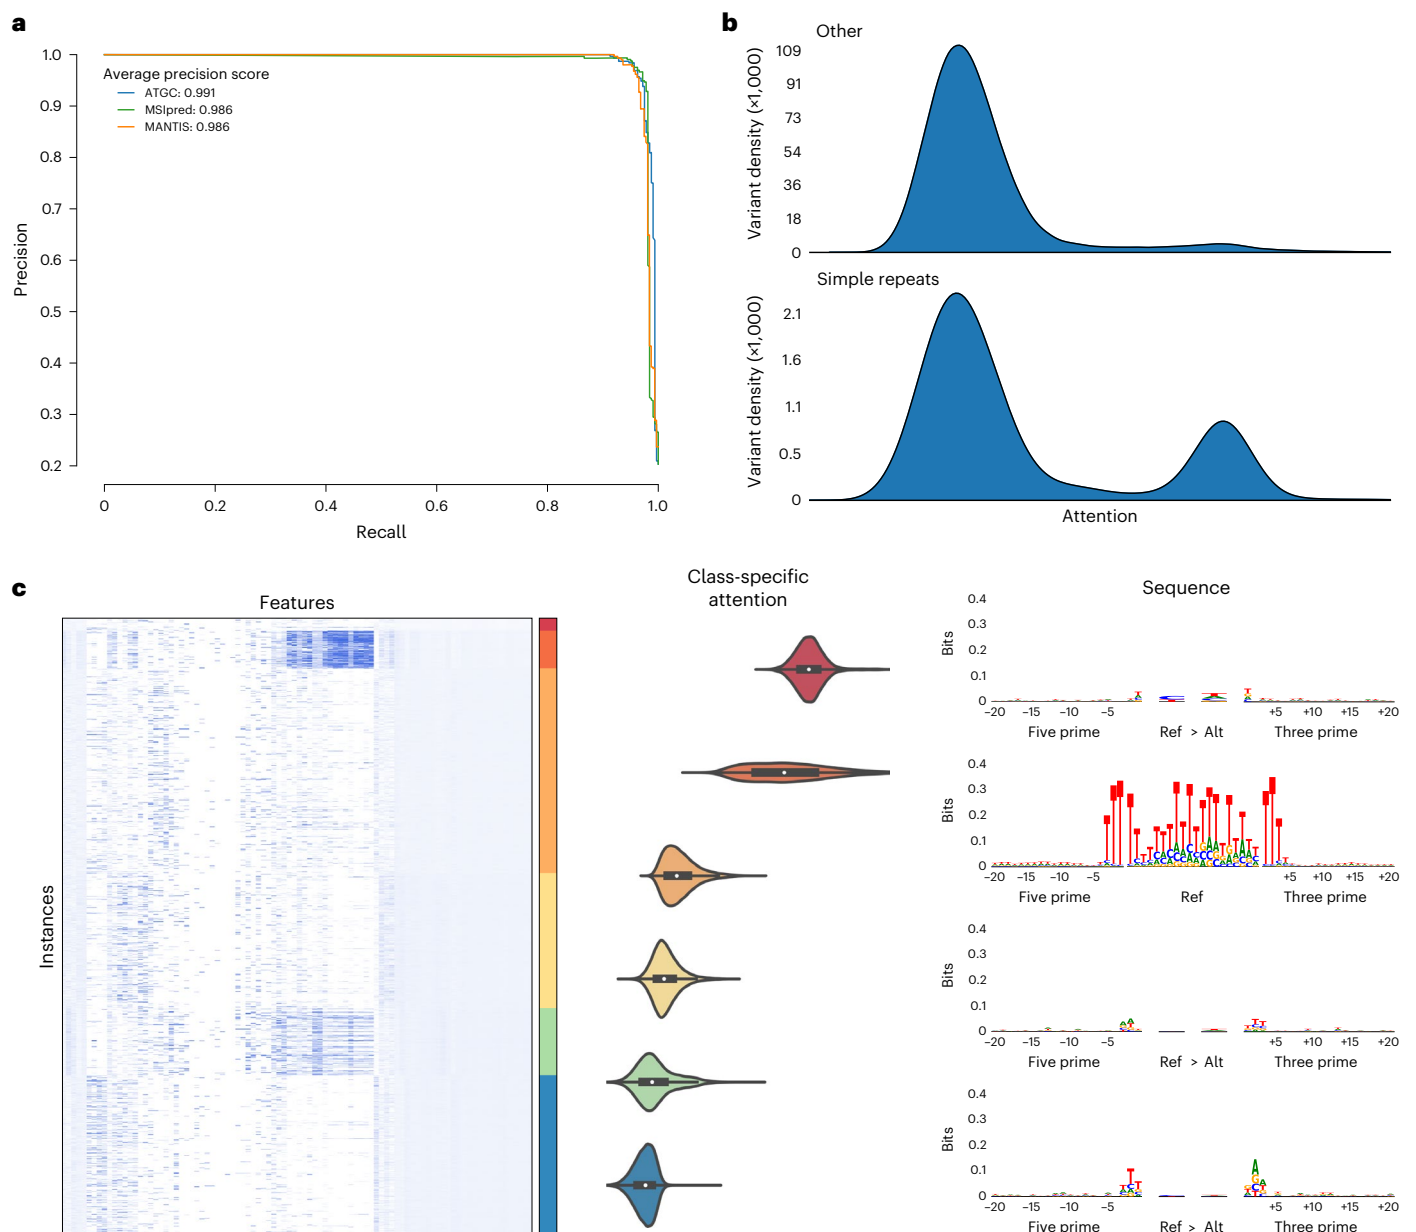 a
1.0
0.9
0.8
0.7
0.6
0.5
0.4
0.3
0.2
Precision
Average precision score
ATGC: 0.991
MSIpred: 0.986
MANTIS: 0.986
0
0.2
0.4
0.6
0.8
1.0
Recall
b
Other
Variant density (×1,000)
109
91
73
54
36
18
0
Simple repeats
Variant density (×1,000)
2.1
1.6
1.1
0.5
0
Attention
c
Features
Instances
Class-specific
attention
Sequence
Bits
0.4
0.3
0.2
0.1
0
−20 −15 −10 −5 +5 +10 +15 +20
Five prime Ref > Alt Three prime
Bits
0.4
0.3
0.2
0.1
0
−20 −15 −10 −5 +5 +10 +15 +20
Five prime Ref Three prime
Bits
0.4
0.3
0.2
0.1
0
−20 −15 −10 −5 +5 +10 +15 +20
Five prime Ref > Alt Three prime
Bits
0.4
0.3
0.2
0.1
0
−20 −15 −10 −5 +5 +10 +15 +20
Five prime Ref > Alt Three prime